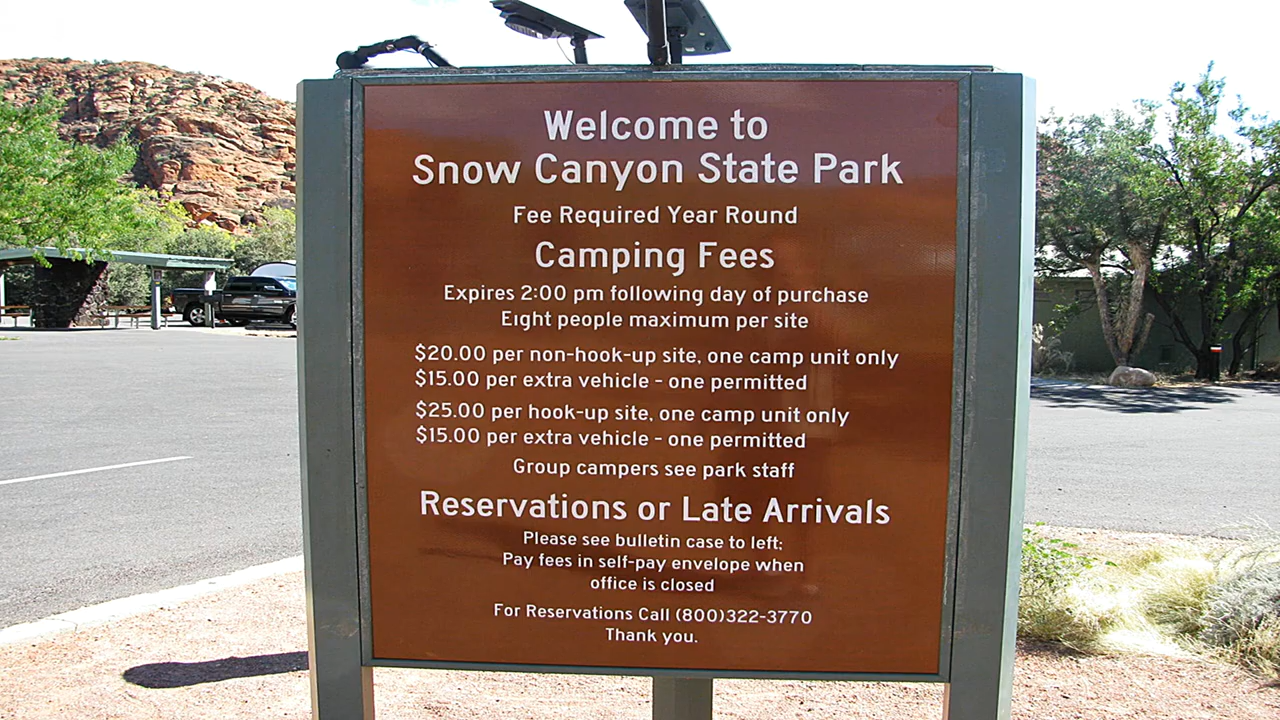 Welcome to
Snow Canyon State Park
Fee Required Year Round
Camping Fees
Expires 2:00 pm following day of purchase
Eight people maximum per site
$20.00 per non-hook-up site, one camp unit only
$15.00 per extra vehicle - one permitted
$25.00 per hook-up site, one camp unit only
$15.00 per extra vehicle - one permitted
Group campers see park staff
Reservations or Late Arrivals
Please see bulletin case to left:
Pay fees in self-pay envelope when
office is closed
For Reservations Call (800)322-3770
Thank you.